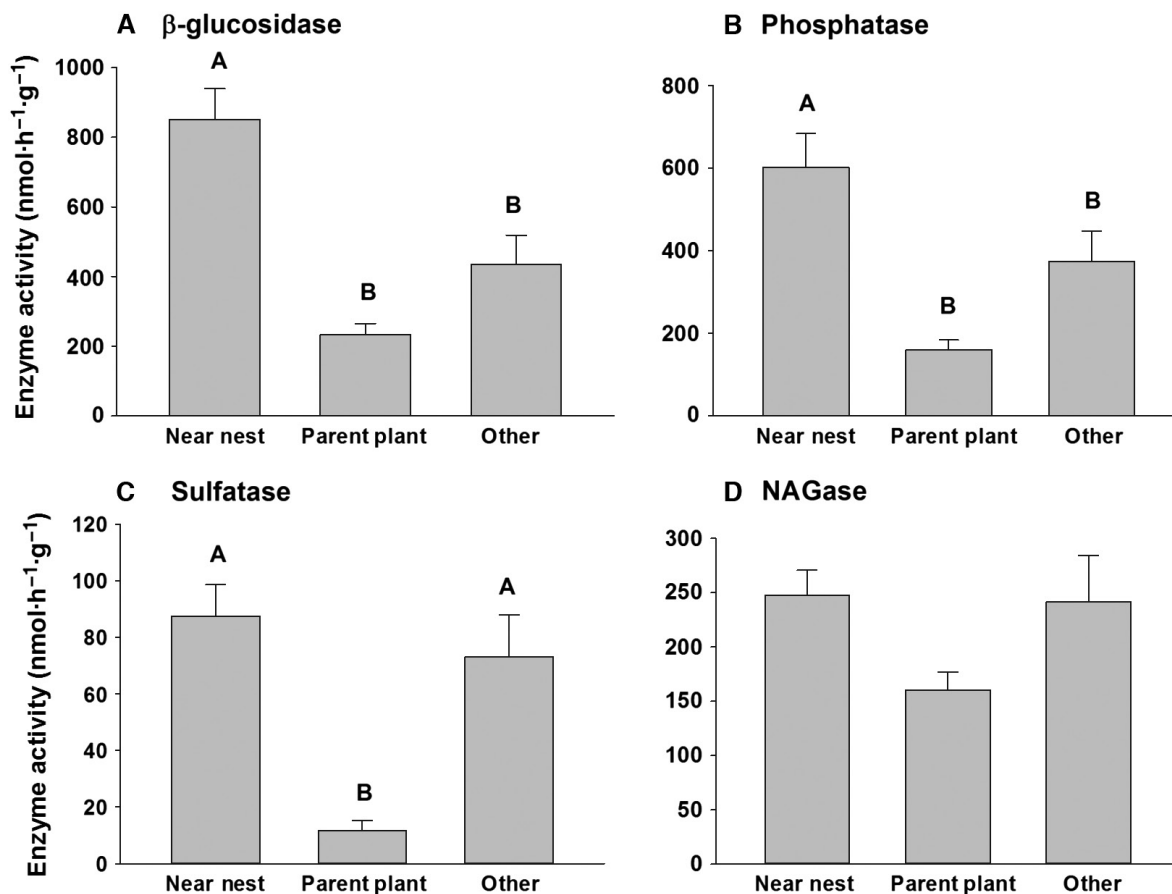 A β-glucosidase
Enzyme activity (nmol·h⁻¹·g⁻¹)
1000
800
600
400
200
0
A
B
B
Near nest Parent plant Other
B Phosphatase
800
600
400
200
0
A
B
B
Near nest Parent plant Other
C Sulfatase
Enzyme activity (nmol·h⁻¹·g⁻¹)
120
100
80
60
40
20
0
A
B
A
Near nest Parent plant Other
D NAGase
300
250
200
150
100
50
0
Near nest Parent plant Other